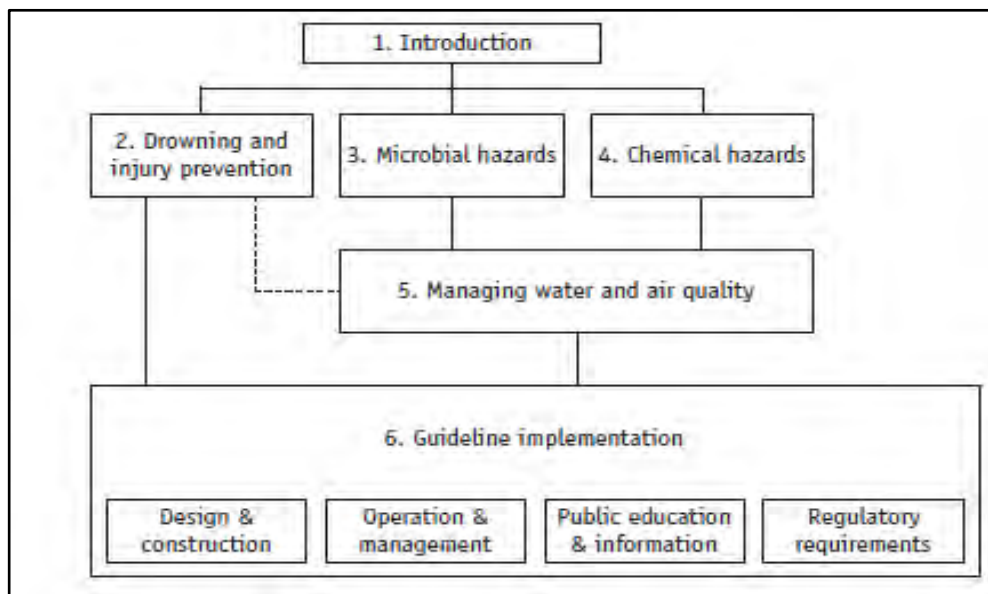 1. Introduction
2. Drowning and
injury prevention
3. Microbial hazards
4. Chemical hazards
5. Managing water and air quality
6. Guideline implementation
Design &
construction
Operation &
management
Public education
& information
Regulatory
requirements